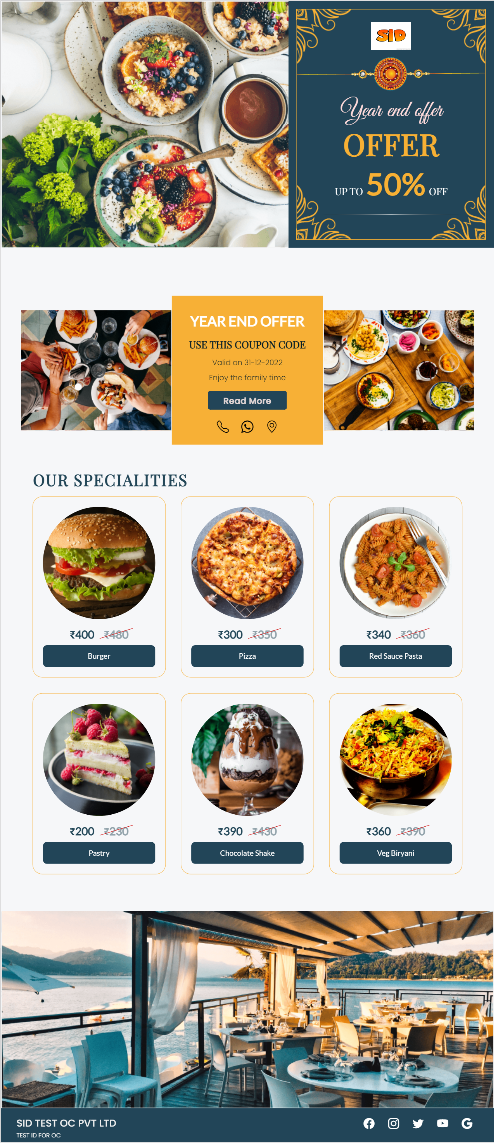 SID
Year end offer
OFFER
UP TO 50% OFF
YEAR END OFFER
USE THIS COUPON CODE
Valid on 31-12-2022
Enjoy the family time
Read More
OUR SPECIALITIES
₹400 ₹480
Burger
₹300 ₹350
Pizza
₹340 ₹360
Red Sauce Pasta
₹200 ₹230
Pastry
₹390 ₹430
Chocolate Shake
₹360 ₹390
Veg Biryani
SID TEST OC PVT LTD
TEST ID FOR OC